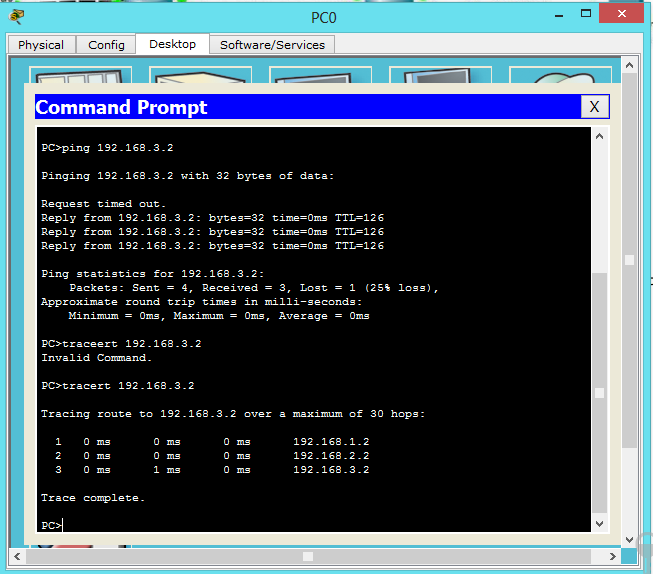 PC0
Physical
Config
Desktop
Software/Services
Command Prompt
X
PC>ping 192.168.3.2
Pinging 192.168.3.2 with 32 bytes of data:
Request timed out.
Reply from 192.168.3.2: bytes=32 time=0ms TTL=126
Reply from 192.168.3.2: bytes=32 time=0ms TTL=126
Reply from 192.168.3.2: bytes=32 time=0ms TTL=126
Ping statistics for 192.168.3.2:
Packets: Sent = 4, Received = 3, Lost = 1 (25% loss),
Approximate round trip times in milli-seconds:
Minimum = 0ms, Maximum = 0ms, Average = 0ms
PC>traceert 192.168.3.2
Invalid Command.
PC>tracert 192.168.3.2
Tracing route to 192.168.3.2 over a maximum of 30 hops:
1 0 ms 0 ms 0 ms 192.168.1.2
2 0 ms 0 ms 0 ms 192.168.2.2
3 0 ms 1 ms 0 ms 192.168.3.2
Trace complete.
PC>